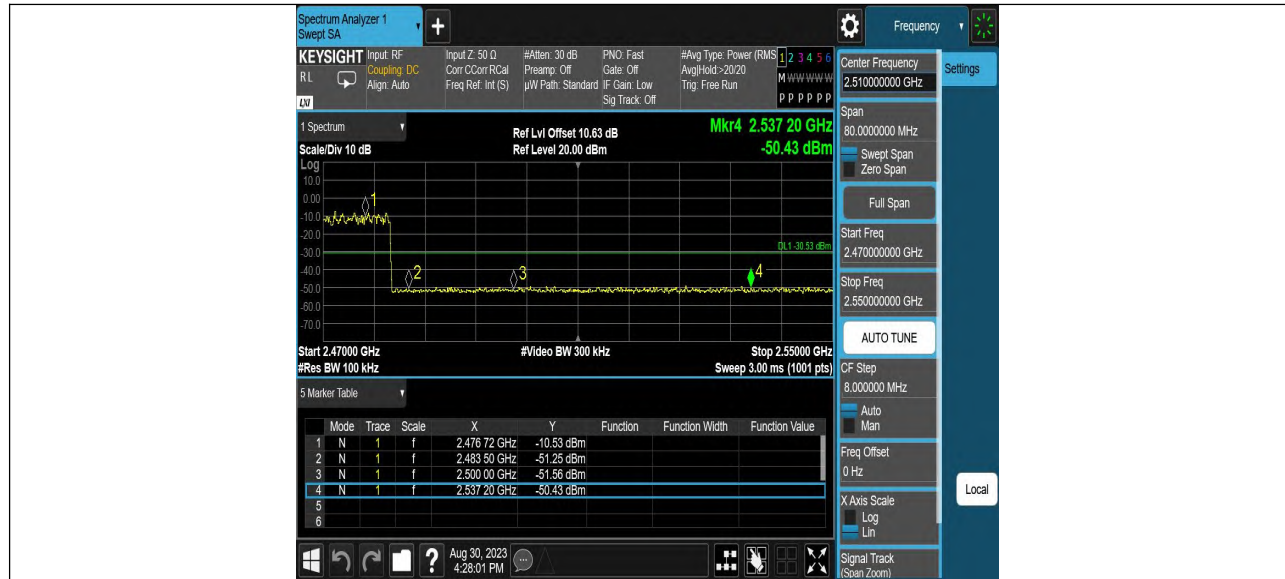 Spectrum Analyzer 1
Swept SA
+
Frequency
KEYSIGHT
RL
LXI
Input: RF
Coupling: DC
Align: Auto
Input Z: 50 Ω
Corr CCorr RCal
Freq Ref: Int (S)
#Atten: 30 dB
Preamp: Off
µW Path: Standard
PNO: Fast
Gate: Off
IF Gain: Low
Sig Track: Off
#Avg Type: Power (RMS
Avg|Hold:>20/20
Trig: Free Run
1 2 3 4 5 6
M W W W W W
P P P P P P
1 Spectrum
Scale/Div 10 dB
Ref Lvl Offset 10.63 dB
Ref Level 20.00 dBm
Mkr4 2.537 20 GHz
-50.43 dBm
Log
10.0
0.00
-10.0
-20.0
-30.0
-40.0
-50.0
-60.0
-70.0
1
2
3
4
DL1 -30.53 dBm
Start 2.47000 GHz
#Video BW 300 kHz
Stop 2.55000 GHz
#Res BW 100 kHz
Sweep 3.00 ms (1001 pts)
5 Marker Table
Mode Trace Scale X Y Function Function Width Function Value
1 N 1 f 2.476 72 GHz -10.53 dBm
2 N 1 f 2.483 50 GHz -51.25 dBm
3 N 1 f 2.500 00 GHz -51.56 dBm
4 N 1 f 2.537 20 GHz -50.43 dBm
5
6
Aug 30, 2023
4:28:01 PM
?
Center Frequency
2.510000000 GHz
Settings
Span
80.0000000 MHz
Swept Span
Zero Span
Full Span
Start Freq
2.470000000 GHz
Stop Freq
2.550000000 GHz
AUTO TUNE
CF Step
8.000000 MHz
Auto
Man
Freq Offset
0 Hz
Local
X Axis Scale
Log
Lin
Signal Track
(Span Zoom)